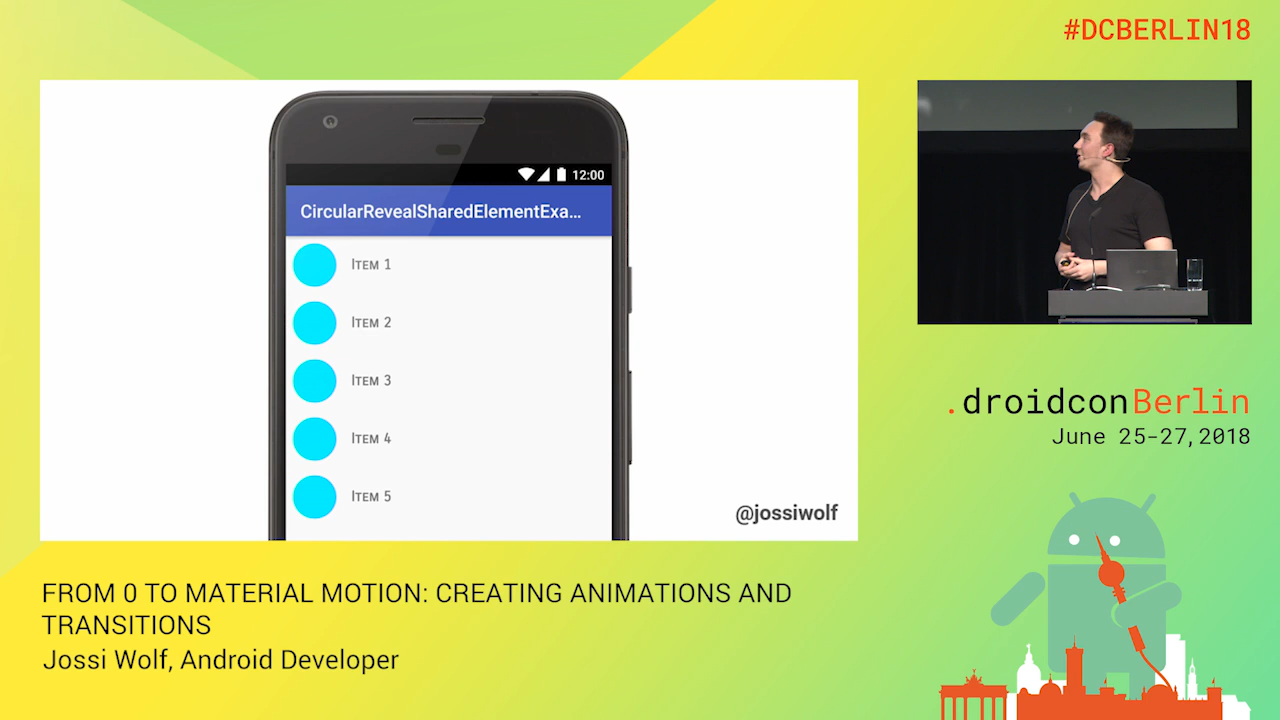 #DCBERLIN18
12:00
CircularRevealSharedElementExa...
Item 1
Item 2
Item 3
Item 4
Item 5
@jossiwolf
.droidconBerlin
June 25-27, 2018
FROM 0 TO MATERIAL MOTION: CREATING ANIMATIONS AND
TRANSITIONS
Jossi Wolf, Android Developer